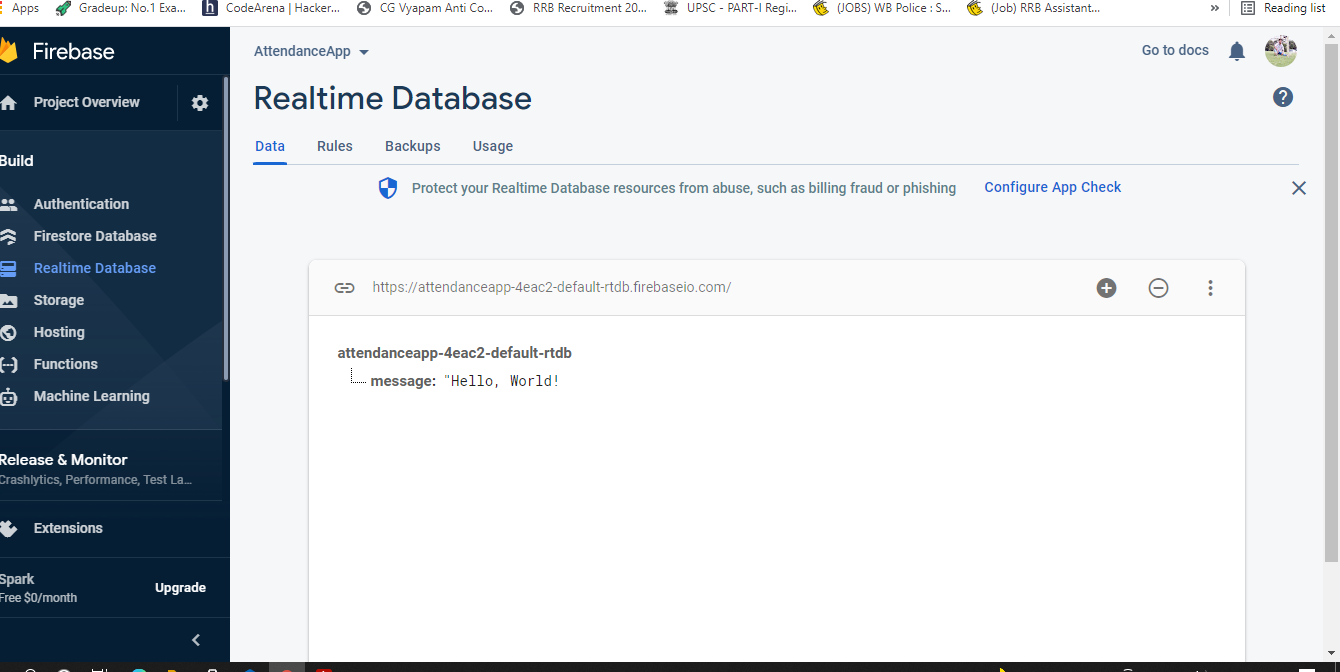 Apps Gradeup: No.1 Exa... CodeArena | Hacker... CG Vyapam Anti Co... RRB Recruitment 20... UPSC - PART-I Regi... (JOBS) WB Police : S... (Job) RRB Assistant... » Reading list
Firebase
AttendanceApp
Go to docs
Project Overview
Realtime Database
Data Rules Backups Usage
Build
Protect your Realtime Database resources from abuse, such as billing fraud or phishing Configure App Check
Authentication
Firestore Database
Realtime Database
Storage
Hosting
Functions
Machine Learning
https://attendanceapp-4eac2-default-rtdb.firebaseio.com/
attendanceapp-4eac2-default-rtdb
message: "Hello, World!
Release & Monitor
Crashlytics, Performance, Test La...
Extensions
Spark
Free $0/month
Upgrade